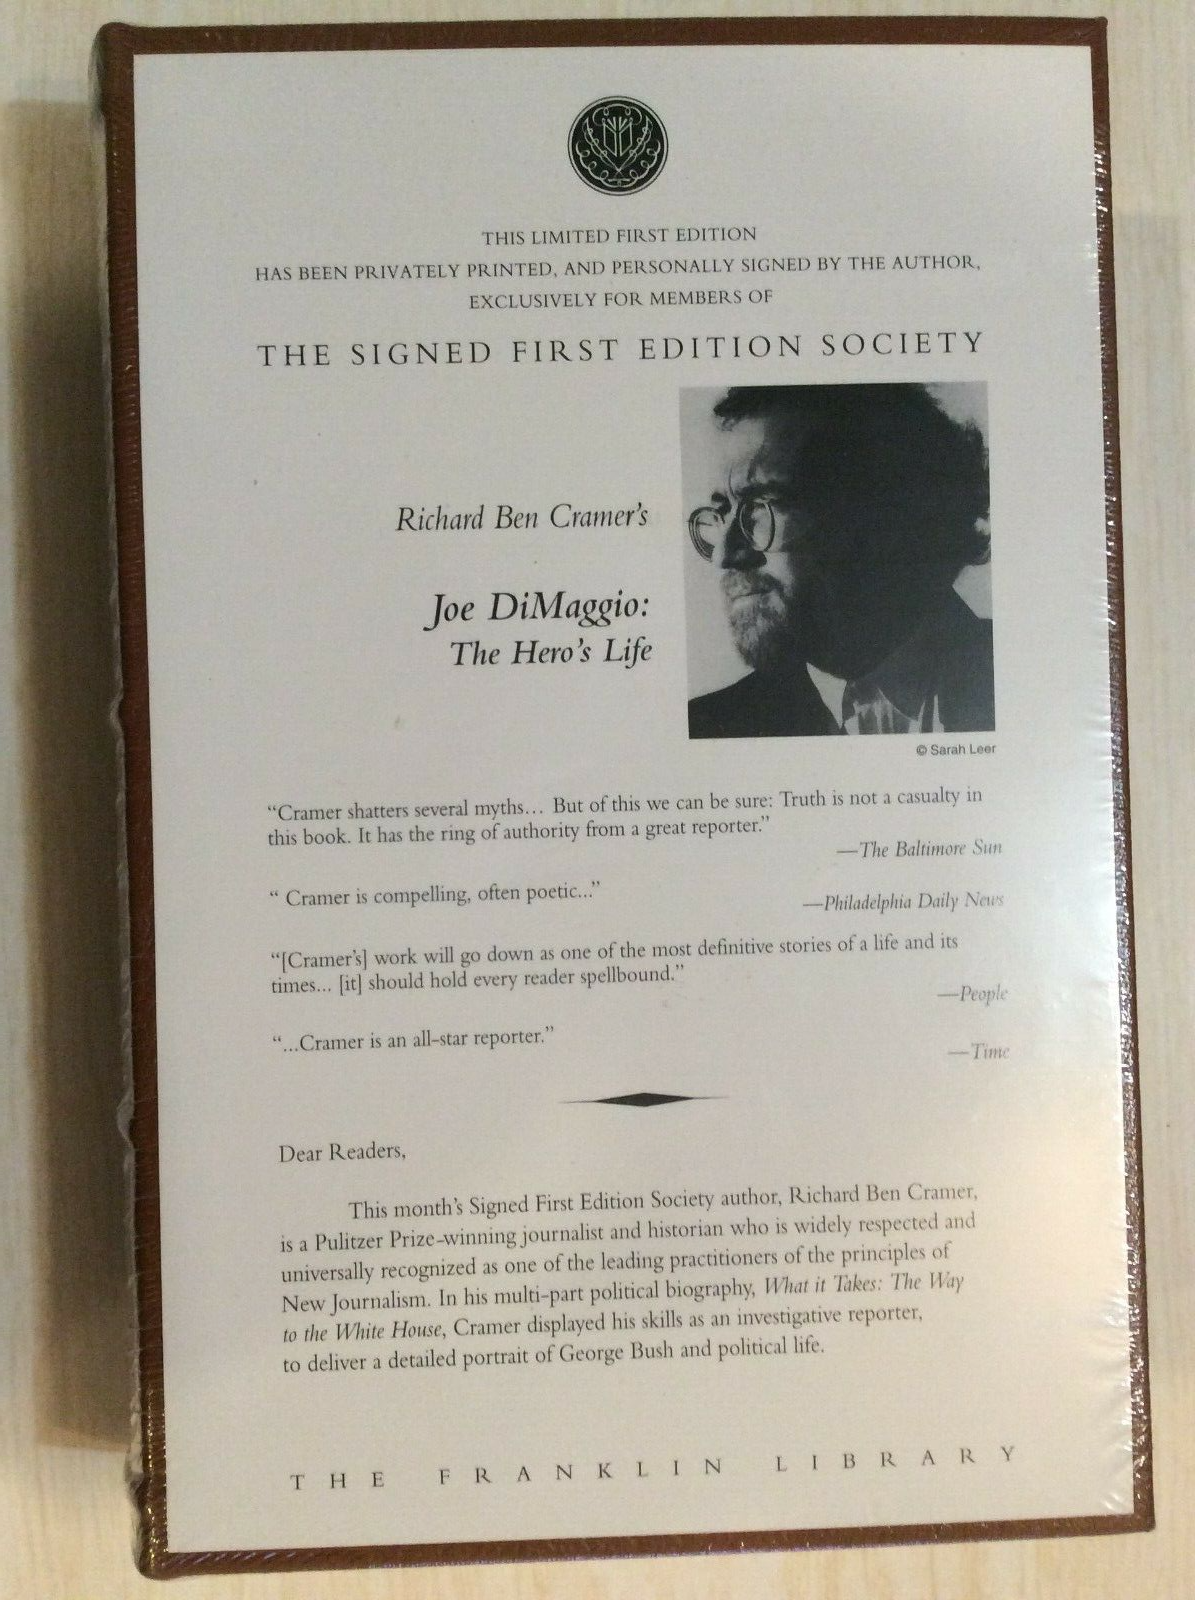 THIS LIMITED FIRST EDITION
HAS BEEN PRIVATELY PRINTED, AND PERSONALLY SIGNED BY THE AUTHOR,
EXCLUSIVELY FOR MEMBERS OF
THE SIGNED FIRST EDITION SOCIETY
Richard Ben Cramer's
Joe DiMaggio:
The Hero's Life
© Sarah Leer
“Cramer shatters several myths... But of this we can be sure: Truth is not a casualty in
this book. It has the ring of authority from a great reporter.”
—The Baltimore Sun
“ Cramer is compelling, often poetic...”
—Philadelphia Daily News
“[Cramer's] work will go down as one of the most definitive stories of a life and its
times... [it] should hold every reader spellbound.”
—People
“...Cramer is an all-star reporter.”
—Time
Dear Readers,
This month's Signed First Edition Society author, Richard Ben Cramer,
is a Pulitzer Prize-winning journalist and historian who is widely respected and
universally recognized as one of the leading practitioners of the principles of
New Journalism. In his multi-part political biography, What it Takes: The Way
to the White House, Cramer displayed his skills as an investigative reporter,
to deliver a detailed portrait of George Bush and political life.
THE FRANKLIN LIBRARY